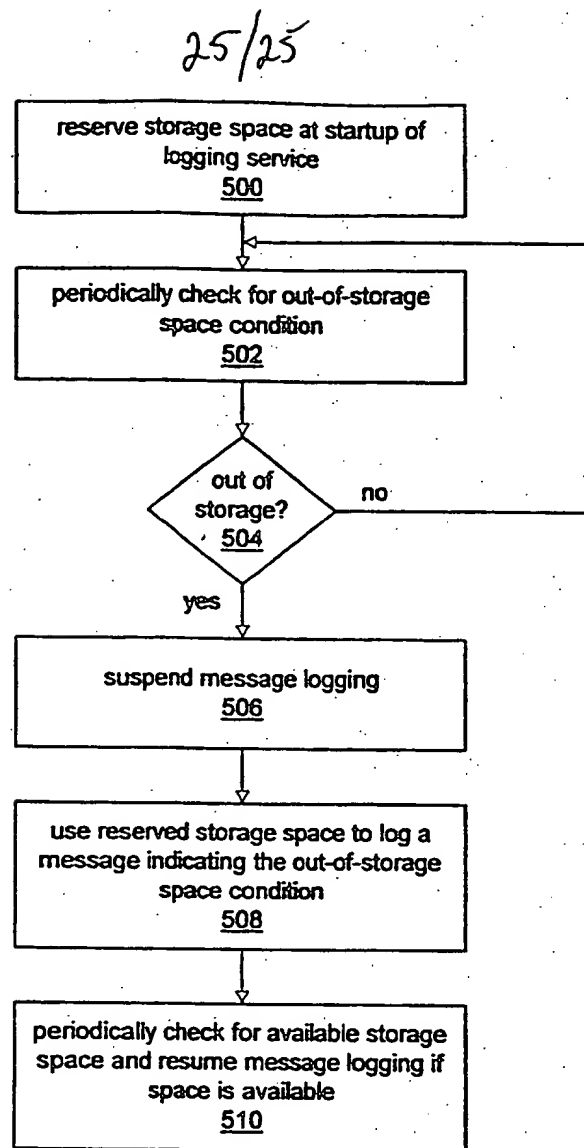 25/25
reserve storage space at startup of
logging service
500
periodically check for out-of-storage
space condition
502
out of
storage?
504
no
yes
suspend message logging
506
use reserved storage space to log a
message indicating the out-of-storage
space condition
508
periodically check for available storage
space and resume message logging if
space is available
510